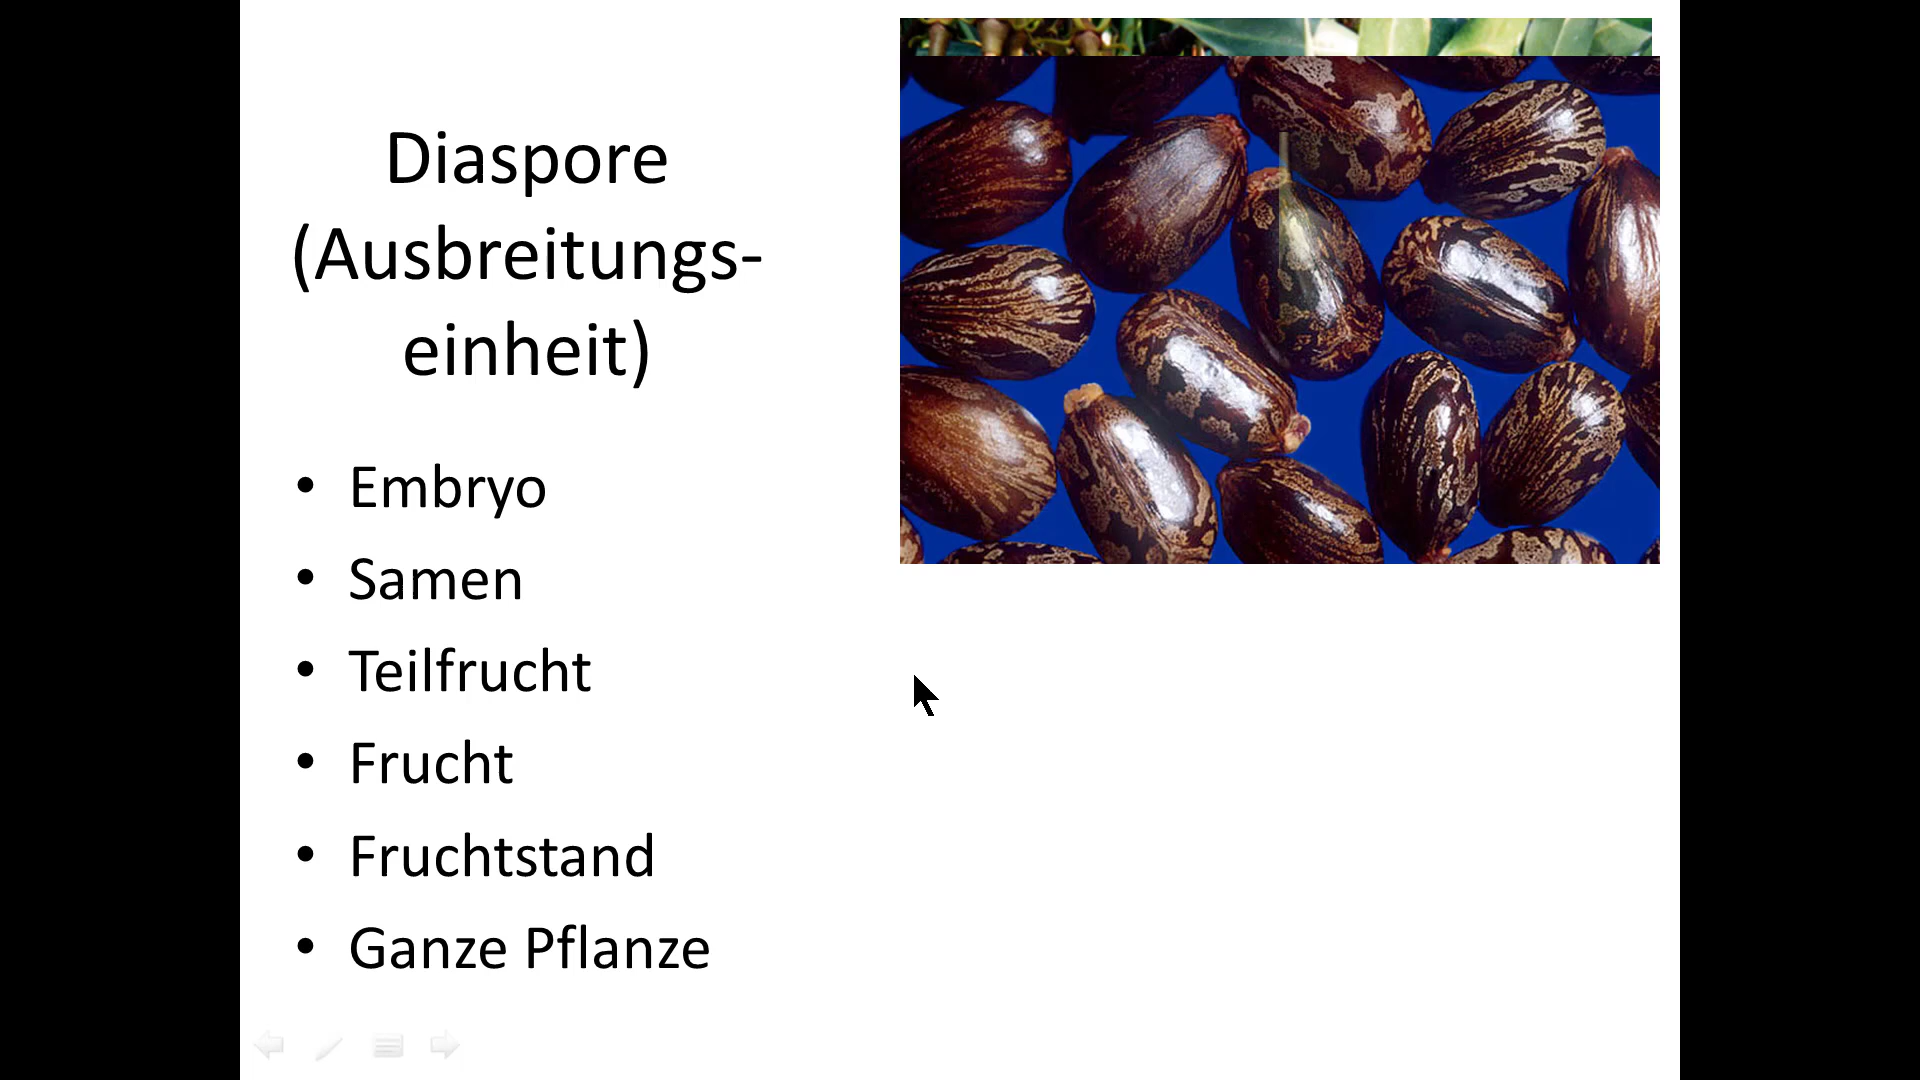 Diaspore
(Ausbreitungs-
einheit)
• Embryo
• Samen
• Teilfrucht
• Frucht
• Fruchtstand
• Ganze Pflanze